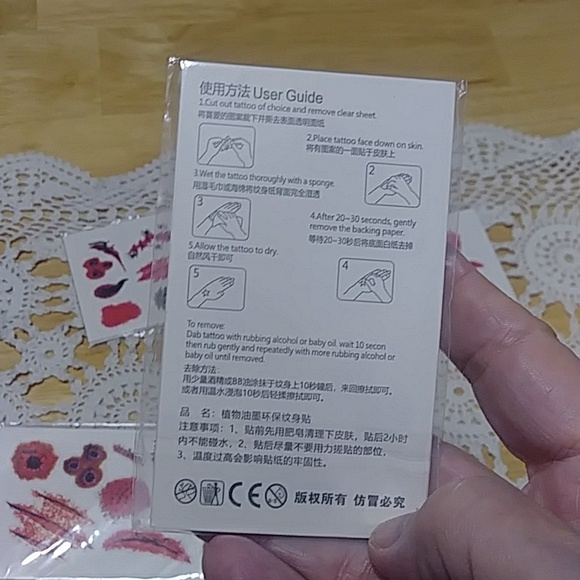 使用方法 User Guide
1.Cut out tattoo of choice and remove clear sheet.
将喜爱的图案裁下并撕去表面透明面纸
2.Place tattoo face down on skin.
将有图案的一面贴于皮肤上
2
3.Wet the tattoo thoroughly with a sponge.
用湿毛巾或海绵将纹身纸背面完全湿透
3
4.After 20~30 seconds, gently
remove the backing paper.
等待20~30秒后将底面白纸去掉
4
5.Allow the tattoo to dry.
自然风干即可
5
To remove:
Dab tattoo with rubbing alcohol or baby oil. wait 10 secon
then rub gently and repeatedly with more rubbing alcohol or
baby oil until removed.
去除方法:
用少量酒精或BB油涂抹于纹身上10秒鐘后，来回擦拭即可。
或者用温水浸泡10秒后轻揉擦拭即可。
品 名：植物油墨环保纹身贴
注意事项：1、贴前先用肥皂清理下皮肤，贴后2小时
内不能碰水，2、贴后尽量不要用力搓贴的部位，
3、温度过高会影响贴纸的牢固性。
CE 版权所有 仿冒必究